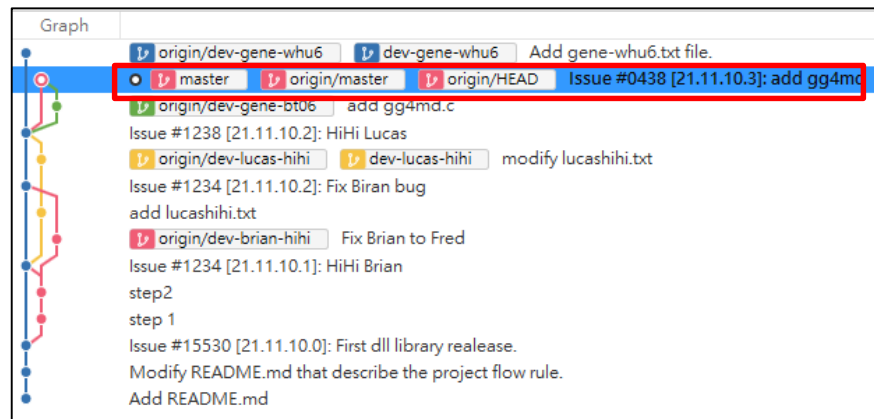 Graph
origin/dev-gene-whu6 dev-gene-whu6 Add gene-whu6.txt file.
master origin/master origin/HEAD Issue #0438 [21.11.10.3]: add gg4md
origin/dev-gene-bt06 add gg4md.c
Issue #1238 [21.11.10.2]: HiHi Lucas
origin/dev-lucas-hihi dev-lucas-hihi modify lucashihi.txt
Issue #1234 [21.11.10.2]: Fix Biran bug
add lucashihi.txt
origin/dev-brian-hihi Fix Brian to Fred
Issue #1234 [21.11.10.1]: HiHi Brian
step2
step 1
Issue #15530 [21.11.10.0]: First dll library realease.
Modify README.md that describe the project flow rule.
Add README.md